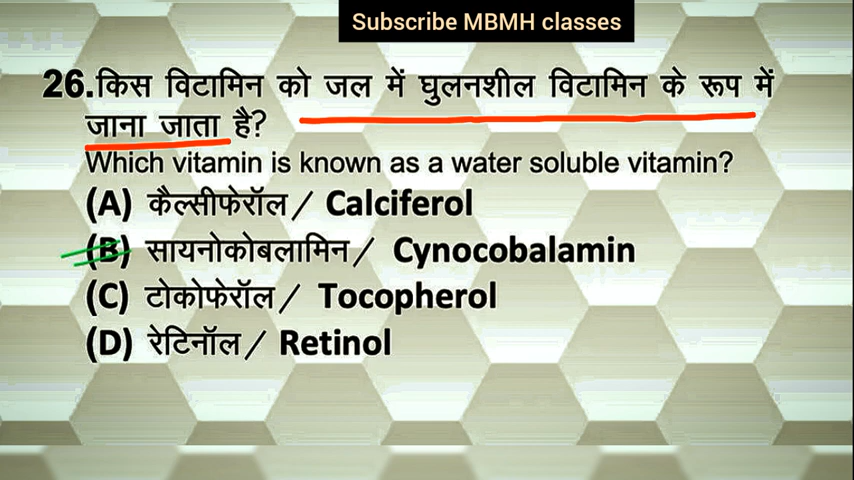 Subscribe MBMH classes
26.किस विटामिन को जल में घुलनशील विटामिन के रूप में
जाना जाता है?
Which vitamin is known as a water soluble vitamin?
(A) कैल्सीफेरॉल/ Calciferol
(B) सायनोकोबलामिन/ Cynocobalamin
(C) टोकोफेरॉल/ Tocopherol
(D) रेटिनॉल/ Retinol